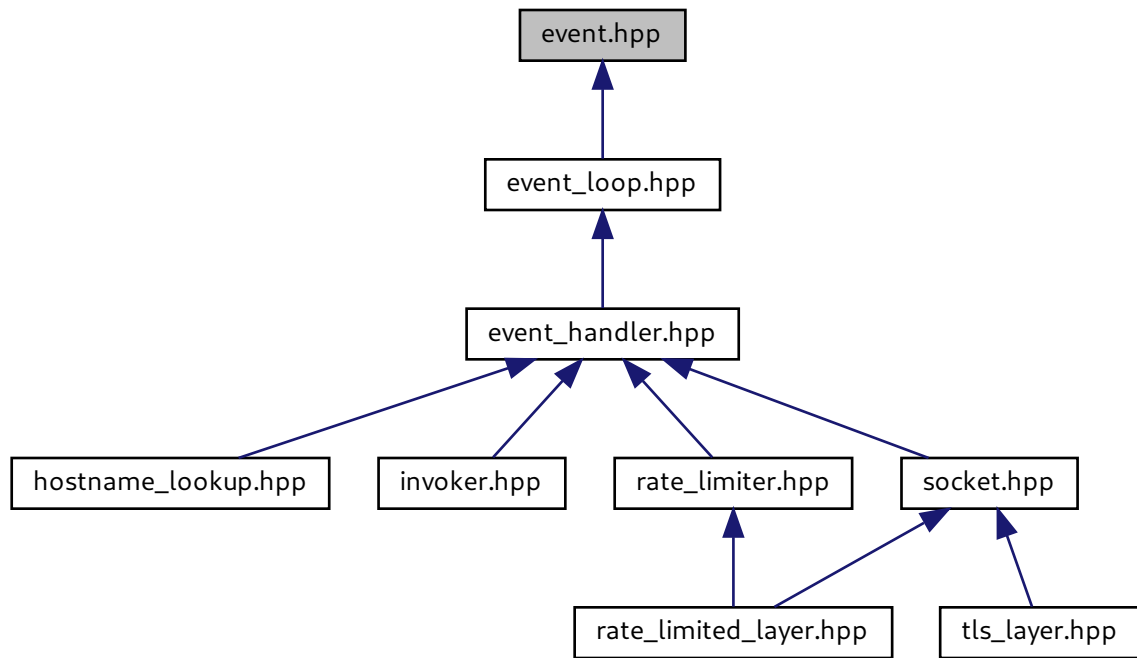 event.hpp
event_loop.hpp
event_handler.hpp
hostname_lookup.hpp
invoker.hpp
rate_limiter.hpp
socket.hpp
rate_limited_layer.hpp
tls_layer.hpp